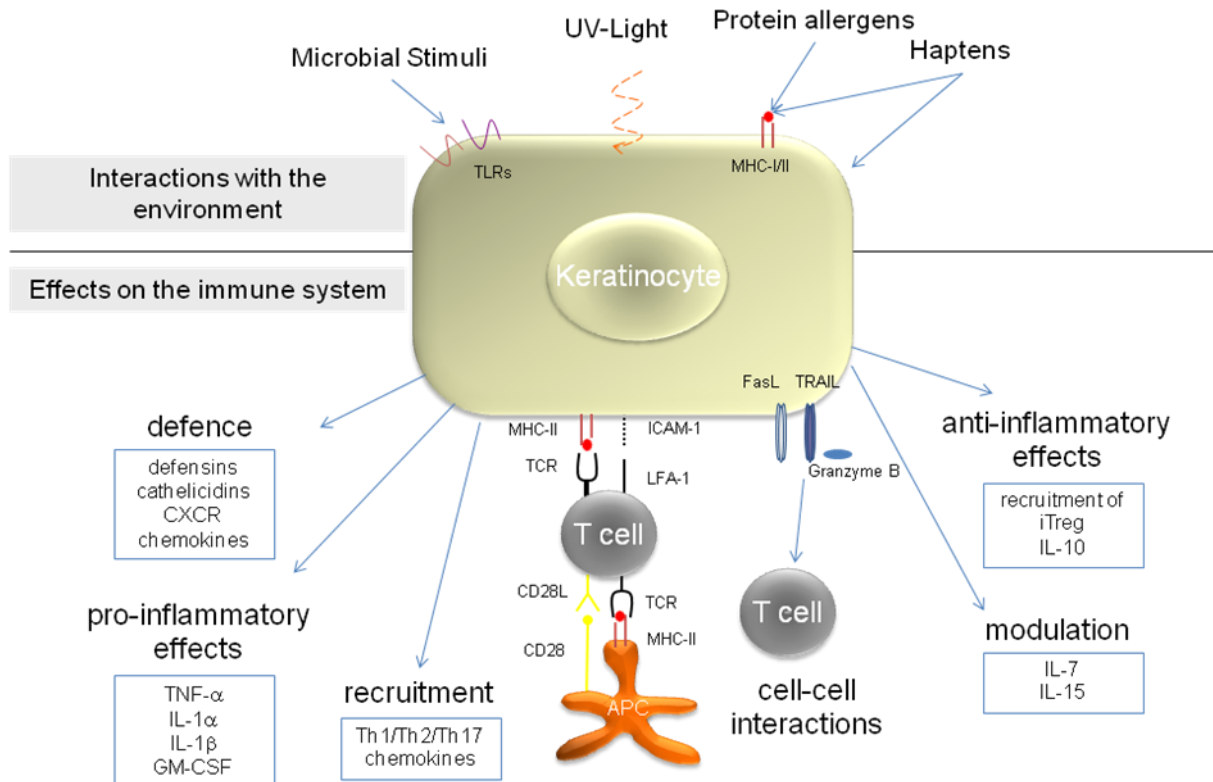 Microbial Stimuli
UV-Light
Protein allergens
Haptens
TLRs
MHC-I/II
Interactions with the
environment
Effects on the immune system
Keratinocyte
FasL
TRAIL
Granzyme B
MHC-II
ICAM-1
TCR
LFA-1
T cell
CD28L
TCR
CD28
MHC-II
APC
T cell
cell-cell
interactions
defence
defensins
cathelicidins
CXCR
chemokines
pro-inflammatory
effects
TNF-α
IL-1α
IL-1β
GM-CSF
recruitment
Th1/Th2/Th17
chemokines
anti-inflammatory
effects
recruitment of
iTreg
IL-10
modulation
IL-7
IL-15